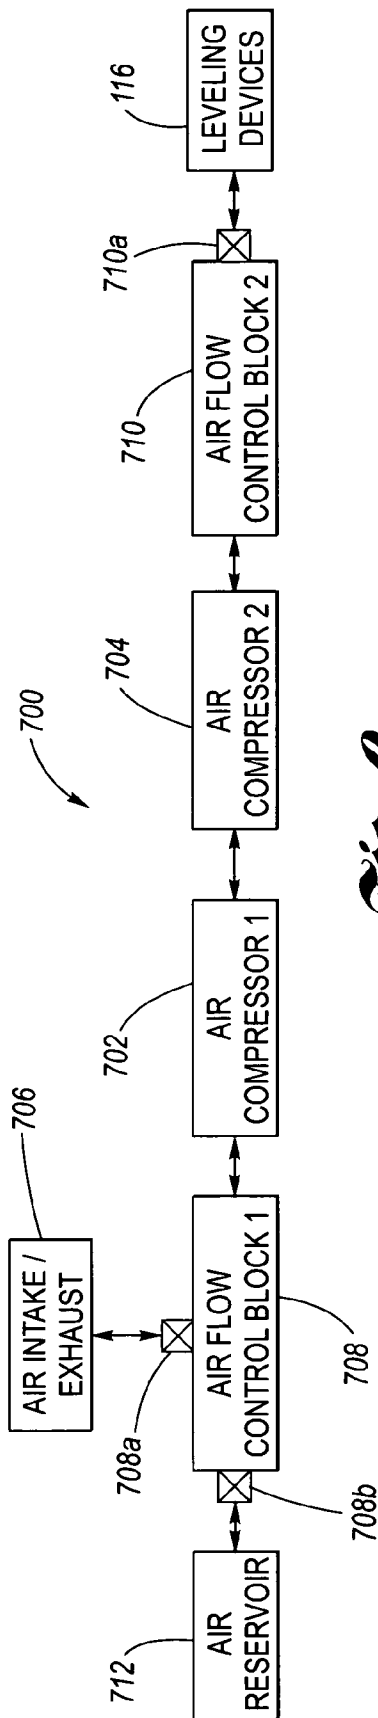 700
706
AIR INTAKE /
EXHAUST
708a
712
AIR
RESERVOIR
708b
AIR FLOW
CONTROL BLOCK 1
708
702
AIR
COMPRESSOR 1
704
AIR
COMPRESSOR 2
710
AIR FLOW
CONTROL BLOCK 2
710a
116
LEVELING
DEVICES